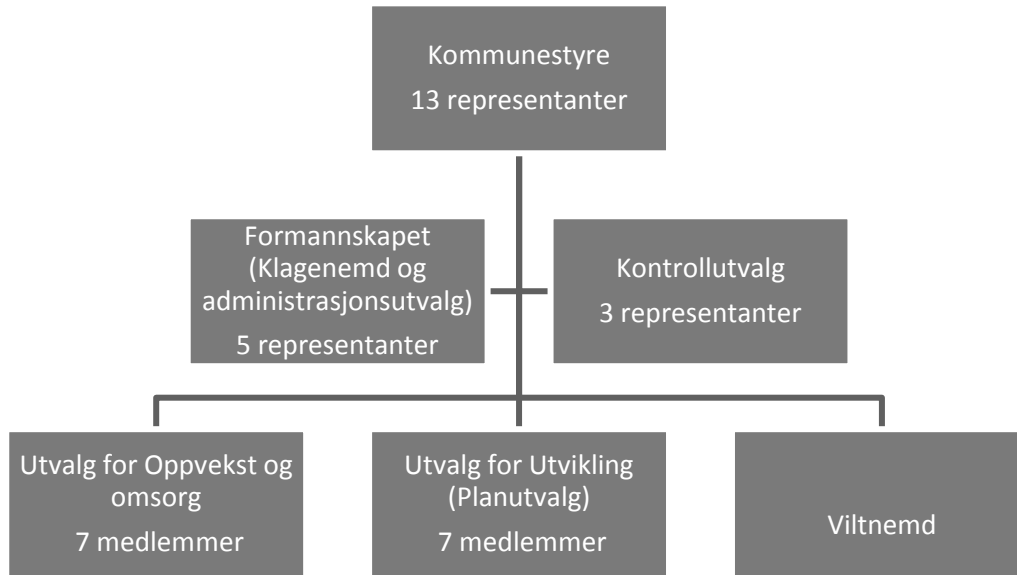 Kommunestyre
13 representanter
Formannskapet
(Klagenemd og
administrasjonsutvalg)
5 representanter
Kontrollutvalg
3 representanter
Utvalg for Oppvekst og
omsorg
7 medlemmer
Utvalg for Utvikling
(Planutvalg)
7 medlemmer
Viltnemd